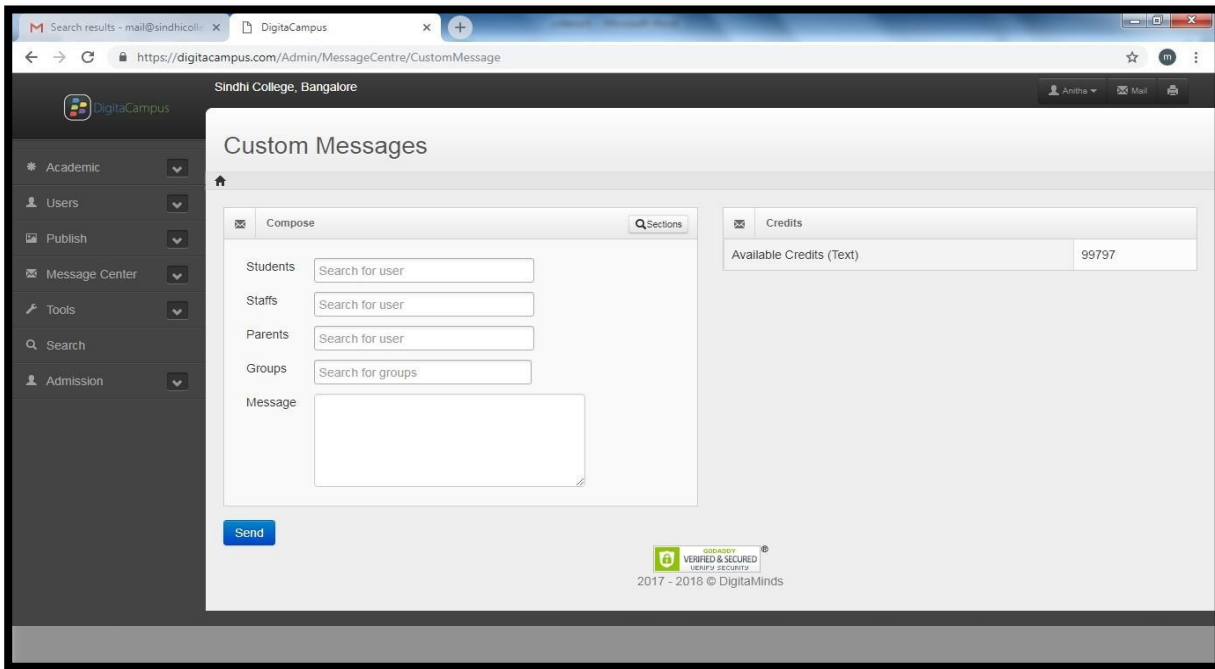 Search results - mail@sindhicolle
DigitaCampus
https://digitacampus.com/Admin/MessageCentre/CustomMessage
m
DigitaCampus
Sindhi College, Bangalore
Anitha
Mail
Academic
Users
Publish
Message Center
Tools
Search
Admission
Custom Messages
Compose
Sections
Students
Search for user
Staffs
Search for user
Parents
Search for user
Groups
Search for groups
Message
Send
Credits
Available Credits (Text) 99797
GODADDY
VERIFIED & SECURED
VERIFY SECURITY
®
2017 - 2018 © DigitaMinds